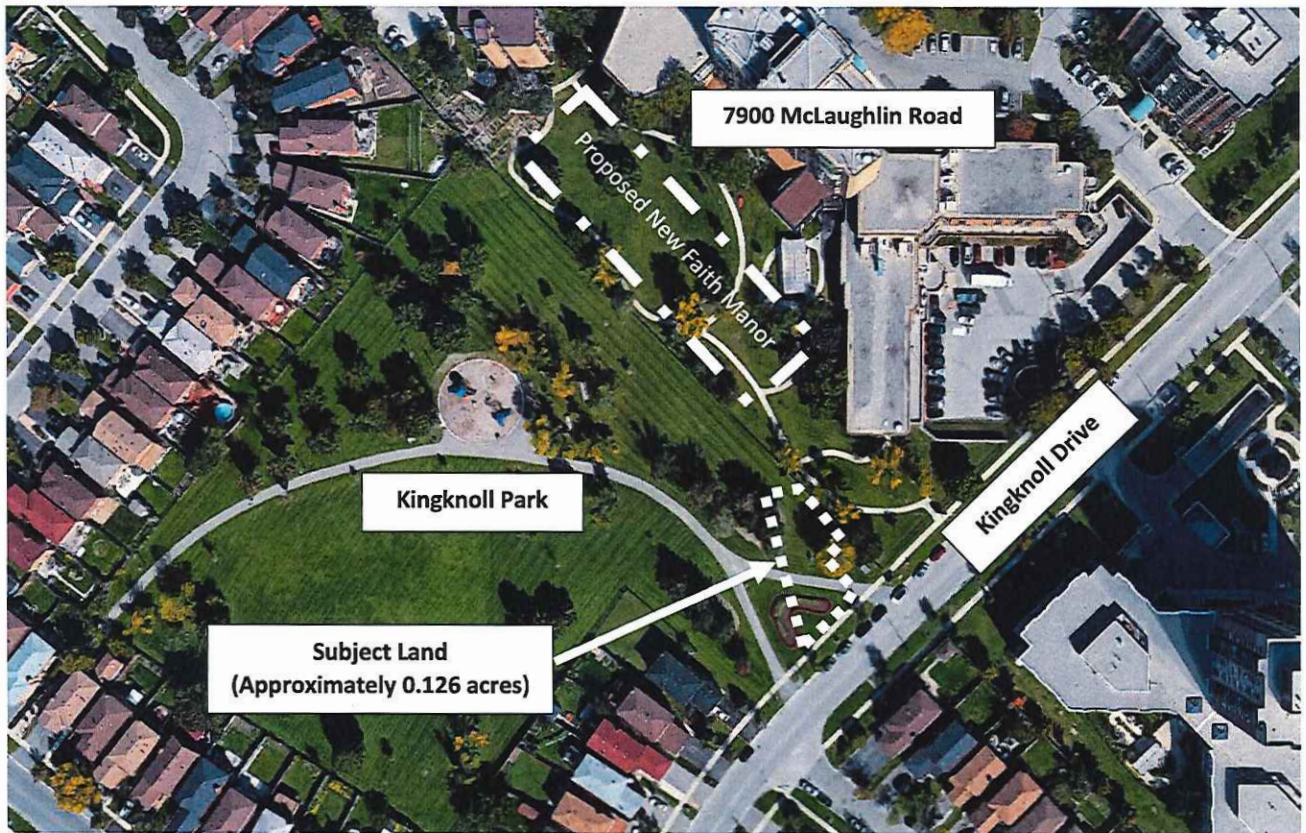 7900 McLaughlin Road
Proposed New Faith Manor
Kingknoll Drive
Kingknoll Park
Subject Land
(Approximately 0.126 acres)